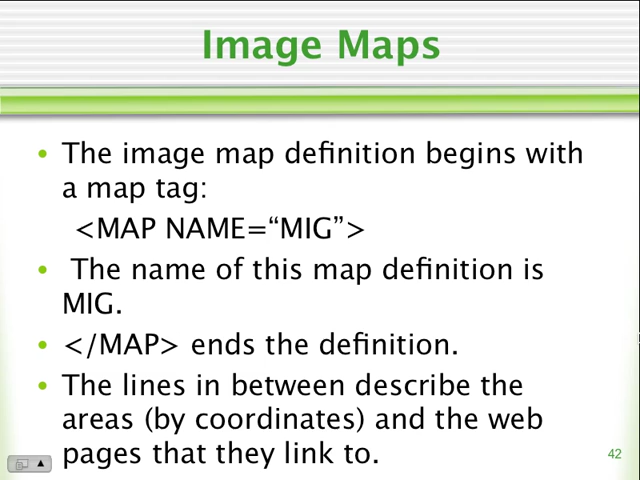 Image Maps
• The image map definition begins with
a map tag:
<MAP NAME=“MIG”>
• The name of this map definition is
MIG.
• </MAP> ends the definition.
• The lines in between describe the
areas (by coordinates) and the web
pages that they link to.
42